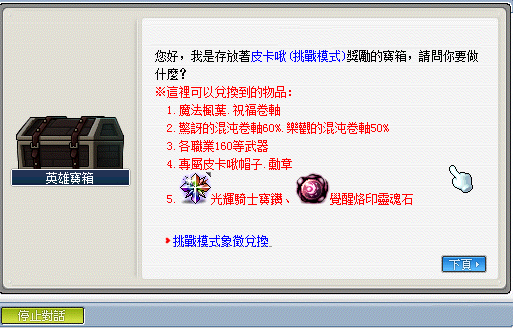 您好，我是存放著皮卡啾(挑戰模式)獎勵的寶箱，請問你要做
什麼?
※這裡可以兌換到的物品:
1. 魔法楓葉.祝福卷軸
2. 驚訝的混沌卷軸60%.樂觀的混沌卷軸50%
3. 各職業160等武器
4. 專屬皮卡啾帽子.勳章
5. 光輝騎士寶鑽、覺醒烙印靈魂石
挑戰模式象徵兌換
英雄寶箱
下頁
停止對話